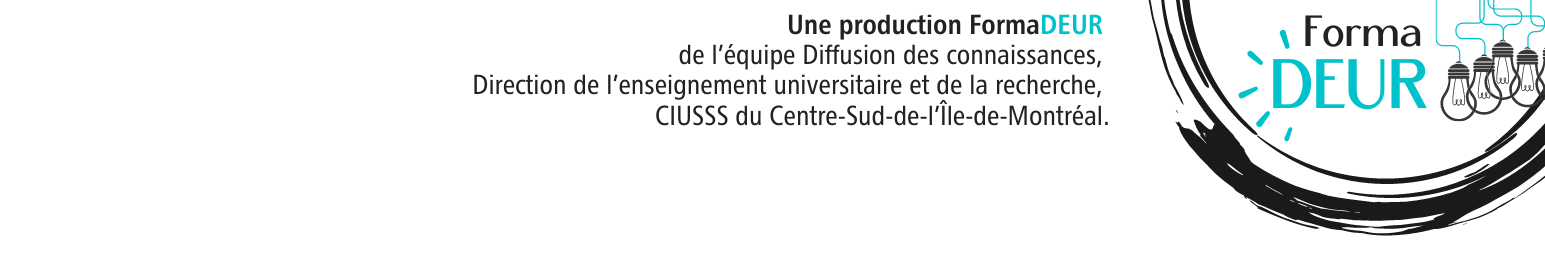 Une production FormaDEUR
de l’équipe Diffusion des connaissances,
Direction de l’enseignement universitaire et de la recherche,
CIUSSS du Centre-Sud-de-l’Île-de-Montréal.
Forma
DEUR